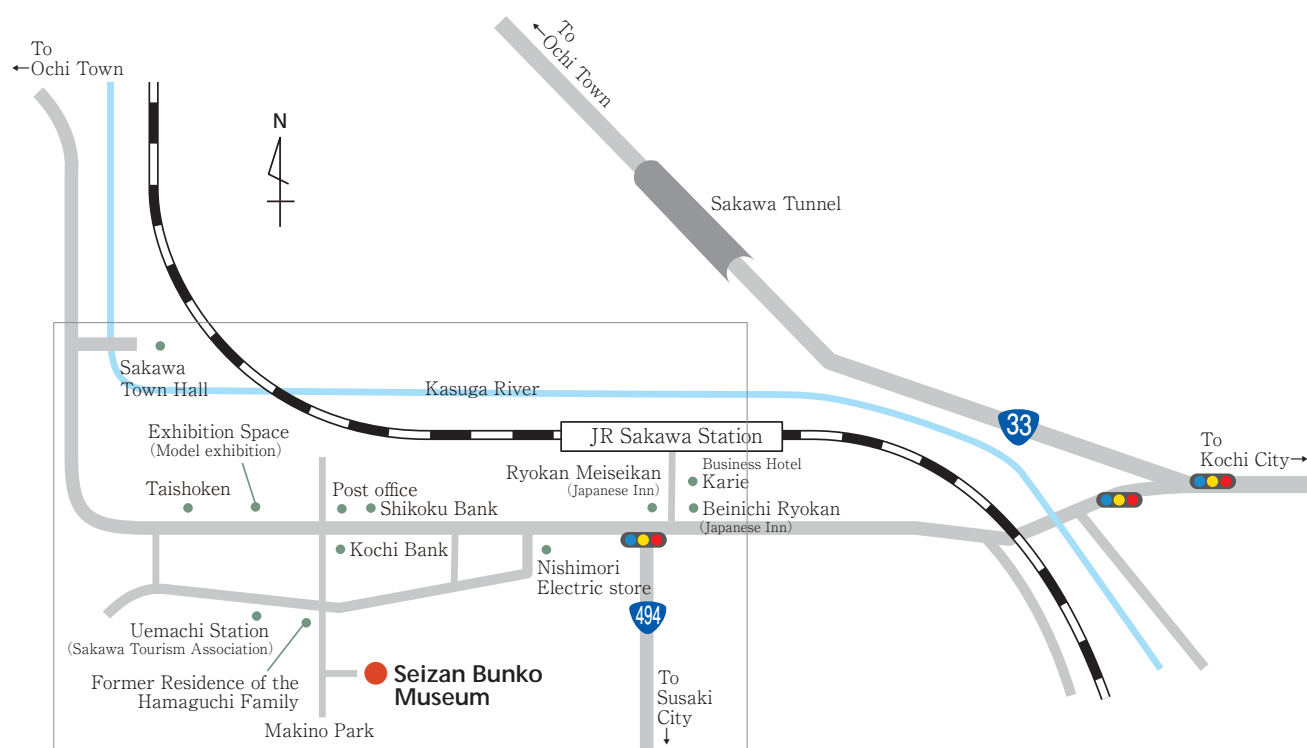 To
←Ochi Town
To
Ochi Town
N
Sakawa Tunnel
Sakawa
Town Hall
Kasuga River
33
JR Sakawa Station
To
Kochi City
Exhibition Space
(Model exhibition)
Taishoken
Post office
Shikoku Bank
Ryokan Meiseikan
(Japanese Inn)
Business Hotel
Karie
Beinichi Ryokan
(Japanese Inn)
Kochi Bank
Nishimori
Electric store
494
Uemachi Station
(Sakawa Tourism Association)
Former Residence of the
Hamaguchi Family
Seizan Bunko
Museum
Makino Park
To
Susaki
City